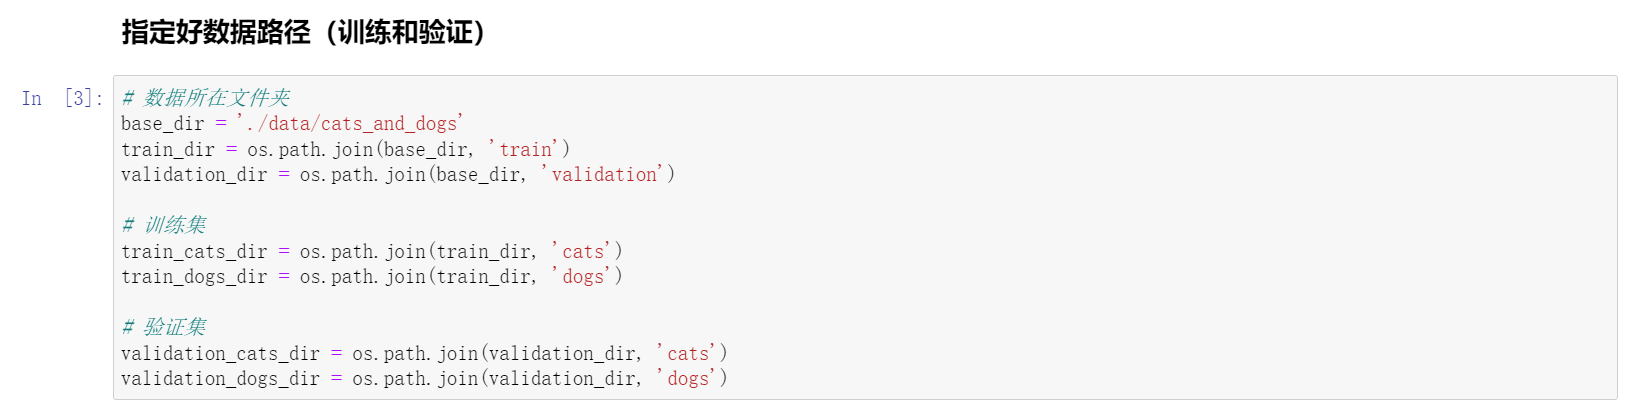 指定好数据路径（训练和验证）
In [3]:
# 数据所在文件夹
base_dir = './data/cats_and_dogs'
train_dir = os.path.join(base_dir, 'train')
validation_dir = os.path.join(base_dir, 'validation')
# 训练集
train_cats_dir = os.path.join(train_dir, 'cats')
train_dogs_dir = os.path.join(train_dir, 'dogs')
# 验证集
validation_cats_dir = os.path.join(validation_dir, 'cats')
validation_dogs_dir = os.path.join(validation_dir, 'dogs')